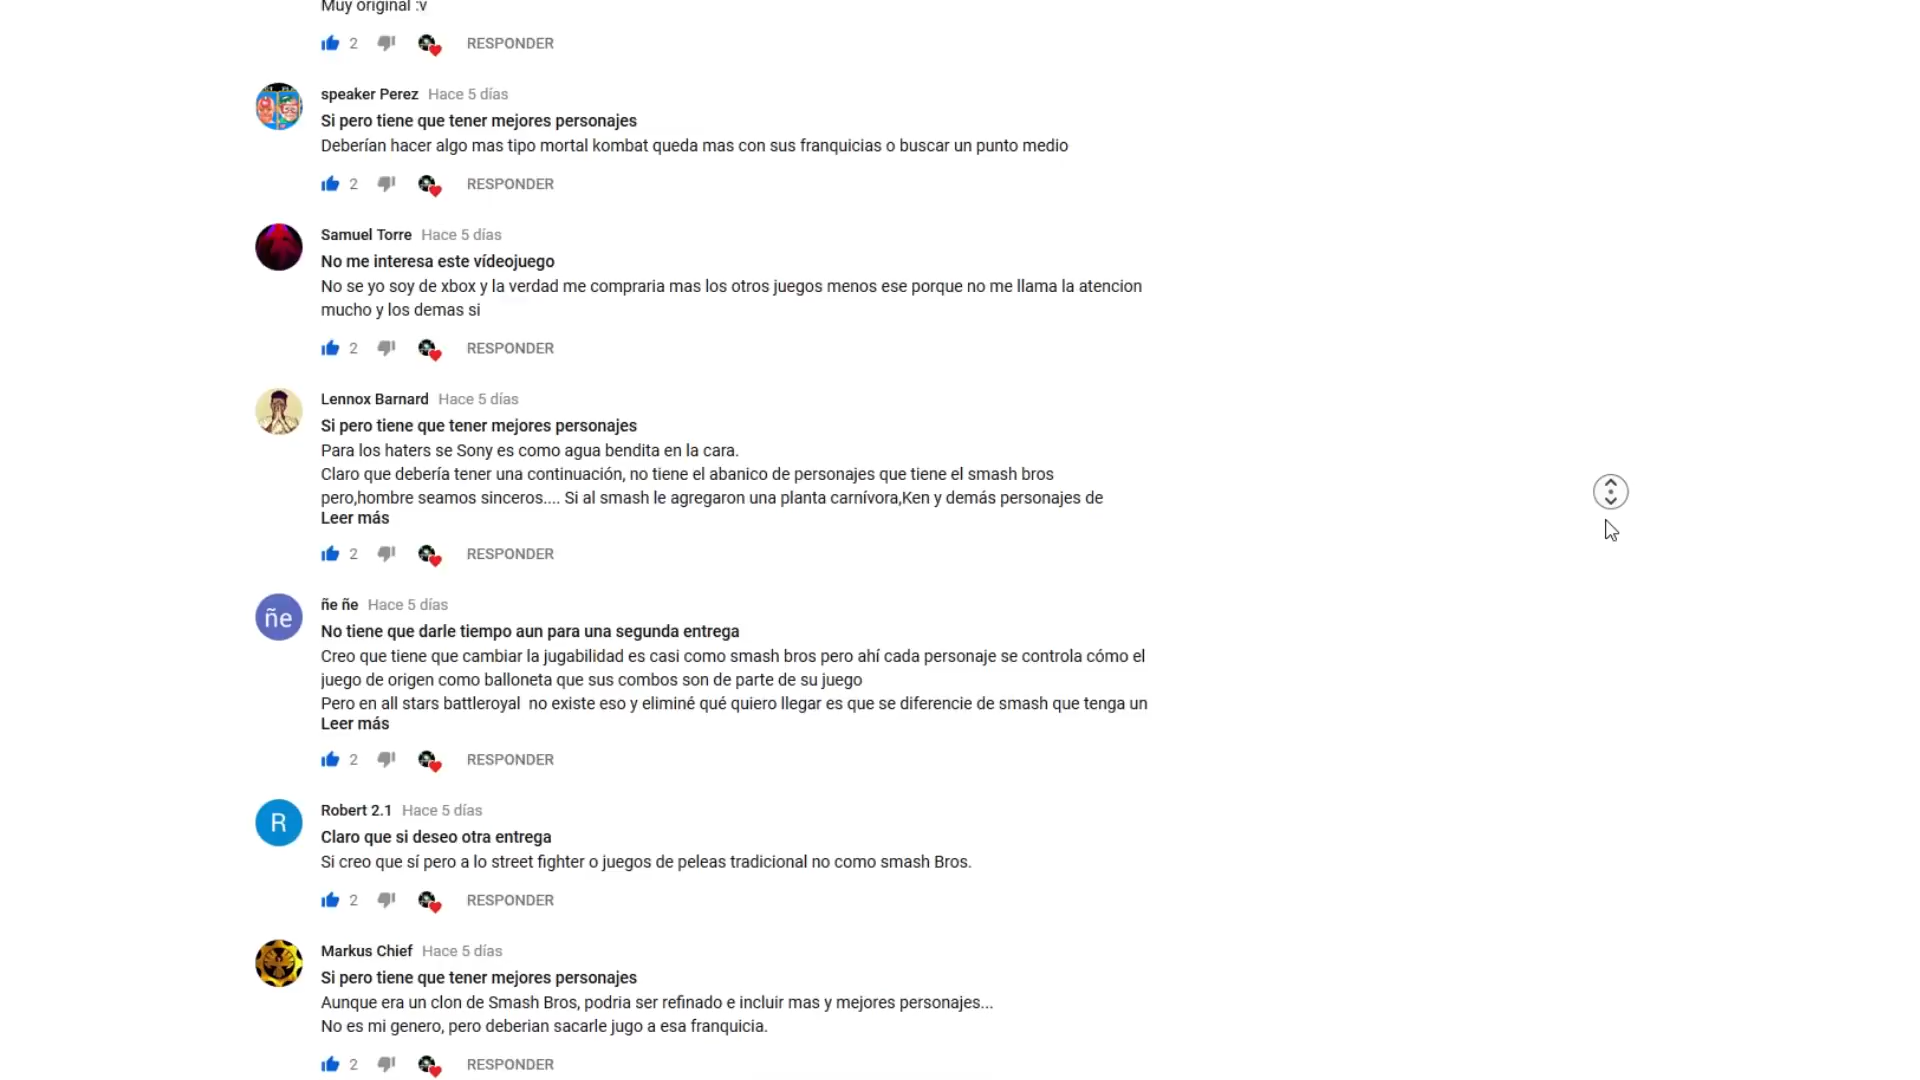 Muy original :v
2 RESPONDER
speaker Perez Hace 5 días
Si pero tiene que tener mejores personajes
Deberían hacer algo mas tipo mortal kombat queda mas con sus franquicias o buscar un punto medio
2 RESPONDER
Samuel Torre Hace 5 días
No me interesa este vídeojuego
No se yo soy de xbox y la verdad me compraria mas los otros juegos menos ese porque no me llama la atencion
mucho y los demas si
2 RESPONDER
Lennox Barnard Hace 5 días
Si pero tiene que tener mejores personajes
Para los haters se Sony es como agua bendita en la cara.
Claro que debería tener una continuación, no tiene el abanico de personajes que tiene el smash bros
pero,hombre seamos sinceros.... Si al smash le agregaron una planta carnívora,Ken y demás personajes de
Leer más
2 RESPONDER
ñe
ñe ñe Hace 5 días
No tiene que darle tiempo aun para una segunda entrega
Creo que tiene que cambiar la jugabilidad es casi como smash bros pero ahí cada personaje se controla cómo el
juego de origen como balloneta que sus combos son de parte de su juego
Pero en all stars battleroyal  no existe eso y eliminé qué quiero llegar es que se diferencie de smash que tenga un
Leer más
2 RESPONDER
R
Robert 2.1 Hace 5 días
Claro que si deseo otra entrega
Si creo que sí pero a lo street fighter o juegos de peleas tradicional no como smash Bros.
2 RESPONDER
Markus Chief Hace 5 días
Si pero tiene que tener mejores personajes
Aunque era un clon de Smash Bros, podria ser refinado e incluir mas y mejores personajes...
No es mi genero, pero deberian sacarle jugo a esa franquicia.
2 RESPONDER